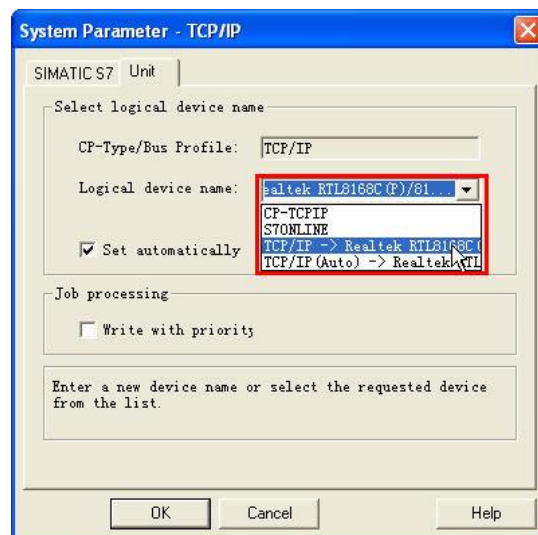 System Parameter - TCP/IP
SIMATIC S7 Unit
Select logical device name
CP-Type/Bus Profile: TCP/IP
Logical device name: ealtek RTL8168C(P)/81...
CP-TCPIP
S7ONLINE
TCP/IP -> Realtek RTL8168C(
Set automatically
TCP/IP(Auto) -> Realtek RTL
Job processing
Write with priority
Enter a new device name or select the requested device
from the list.
OK Cancel Help